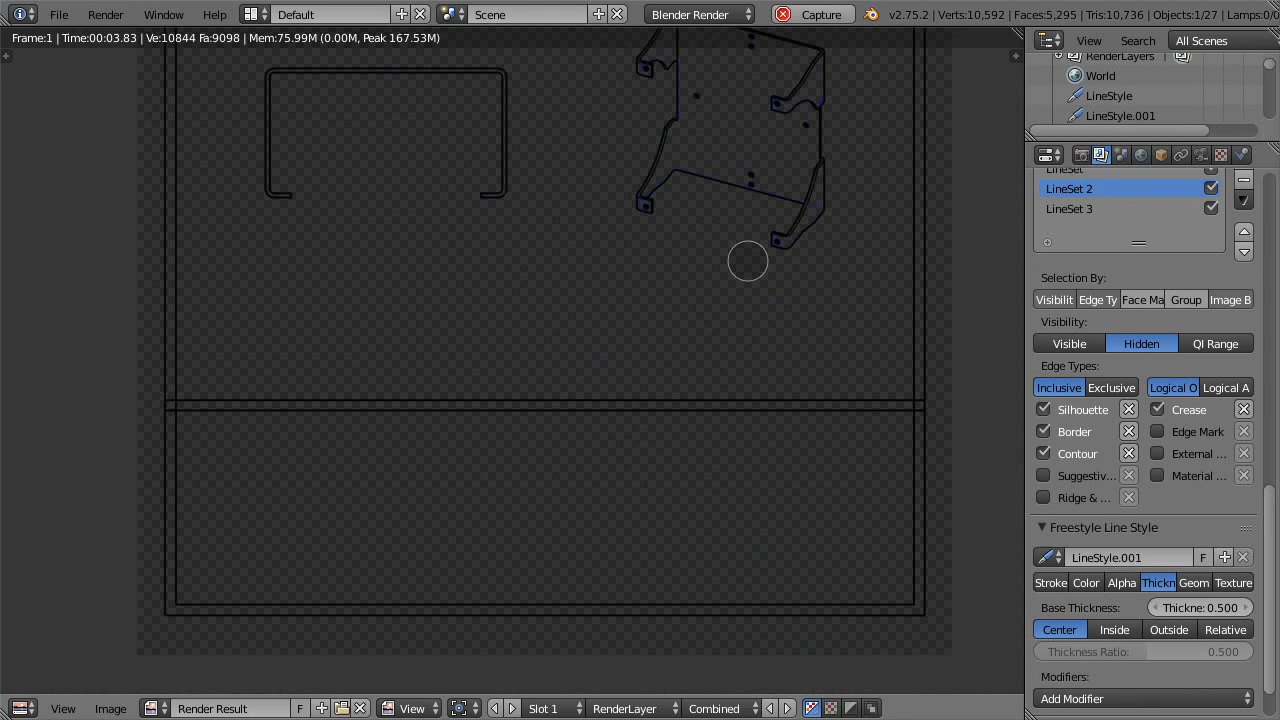 File Render Window Help Default Scene Blender Render Capture v2.75.2 | Verts:10,592 | Faces:5,295 | Tris:10,736 | Objects:1/27 | Lamps:0/0
Frame:1 | Time:00:03.83 | Ve:10844 Fa:9098 | Mem:75.99M (0.00M, Peak 167.53M)
View Search All Scenes
RenderLayers
World
LineStyle
LineStyle.001
LineSet
LineSet 2
LineSet 3
Selection By:
Visibilit Edge Ty Face Ma Group Image B
Visibility:
Visible Hidden QI Range
Edge Types:
Inclusive Exclusive Logical O Logical A
Silhouette Crease
Border Edge Mark
Contour External ...
Suggestiv... Material ...
Ridge & ...
Freestyle Line Style
LineStyle.001 F
Stroke Color Alpha Thickn Geom Texture
Base Thickness: Thickne: 0.500
Center Inside Outside Relative
Thickness Ratio: 0.500
Modifiers:
Add Modifier
View Image Render Result F View Slot 1 RenderLayer Combined